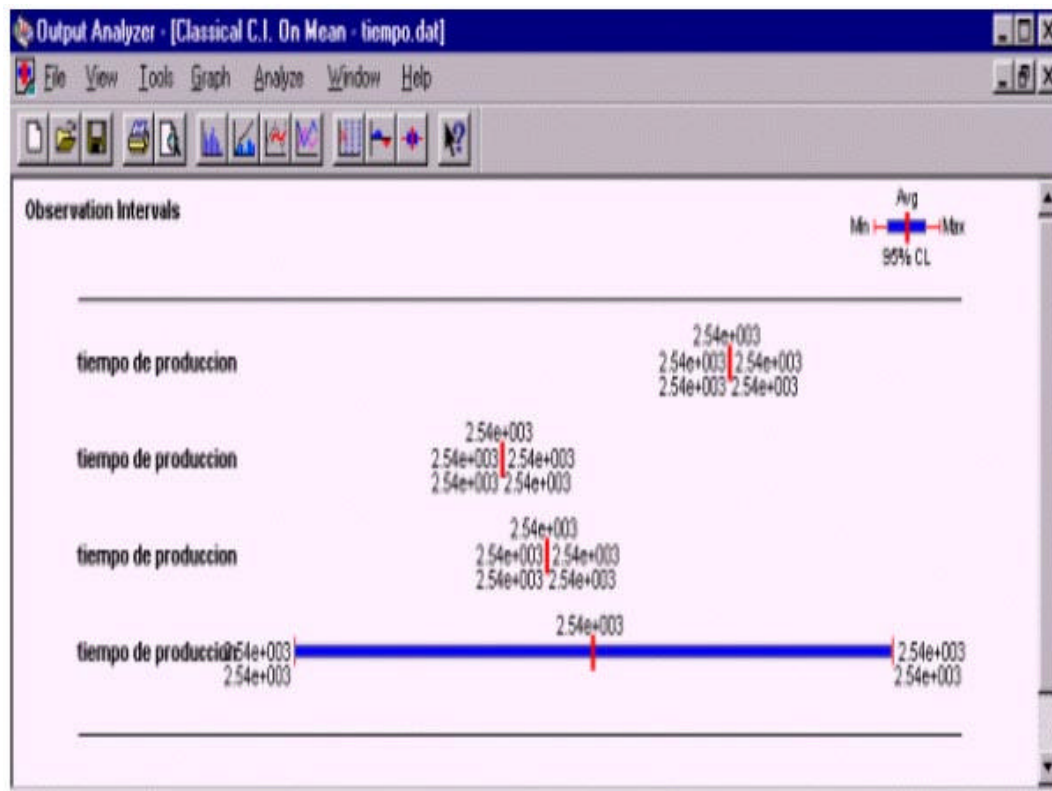 Output Analyzer - [Classical C.I. On Mean - tiempo.dat]
File View Tools Graph Analyze Window Help
Observation Intervals
Avg
Min Max
95% CL
2.54e+003
tiempo de produccion 2.54e+003 2.54e+003
2.54e+003 2.54e+003
2.54e+003
tiempo de produccion 2.54e+003 2.54e+003
2.54e+003 2.54e+003
2.54e+003
tiempo de produccion 2.54e+003 2.54e+003
2.54e+003 2.54e+003
2.54e+003
tiempo de produccion 2.54e+003 2.54e+003
2.54e+003 2.54e+003